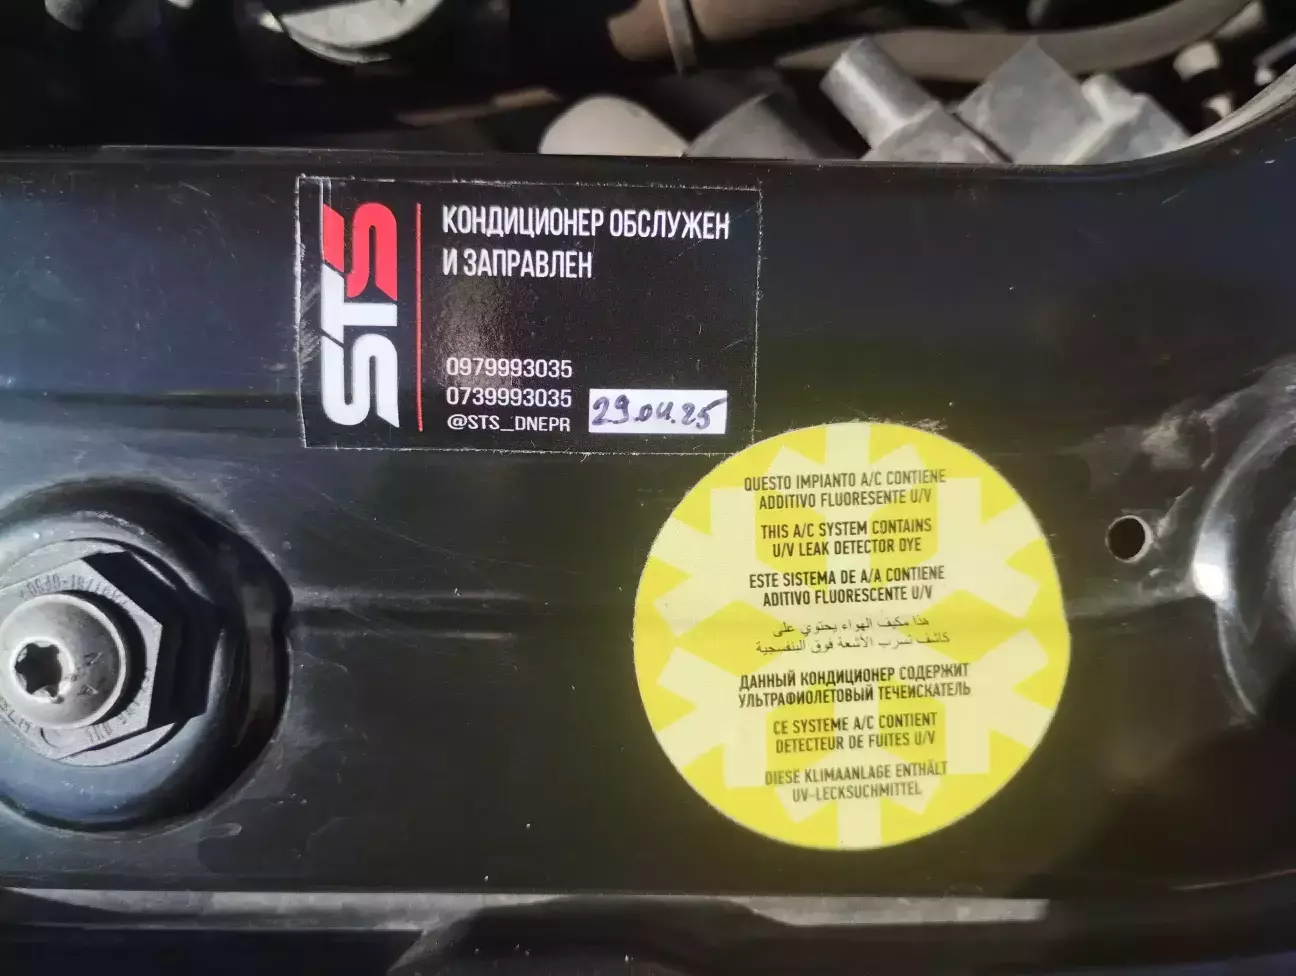 STS
КОНДИЦИОНЕР ОБСЛУЖЕН
И ЗАПРАВЛЕН
0979993035
0739993035
@STS_DNEPR
29.04.25
QUESTO IMPIANTO A/C CONTIENE
ADDITIVO FLUORESENTE U/V
THIS A/C SYSTEM CONTAINS
U/V LEAK DETECTOR DYE
ESTE SISTEMA DE A/A CONTIENE
ADITIVO FLUORESCENTE U/V
هذا مكيف الهواء يحتوي على
كاشف تسرب الأشعة فوق البنفسجية
ДАННЫЙ КОНДИЦИОНЕР СОДЕРЖИТ
УЛЬТРАФИОЛЕТОВЫЙ ТЕЧЕИСКАТЕЛЬ
CE SYSTEME A/C CONTIENT
DETECTEUR DE FUITES U/V
DIESE KLIMAANLAGE ENTHÄLT
UV-LECKSUCHMITTEL